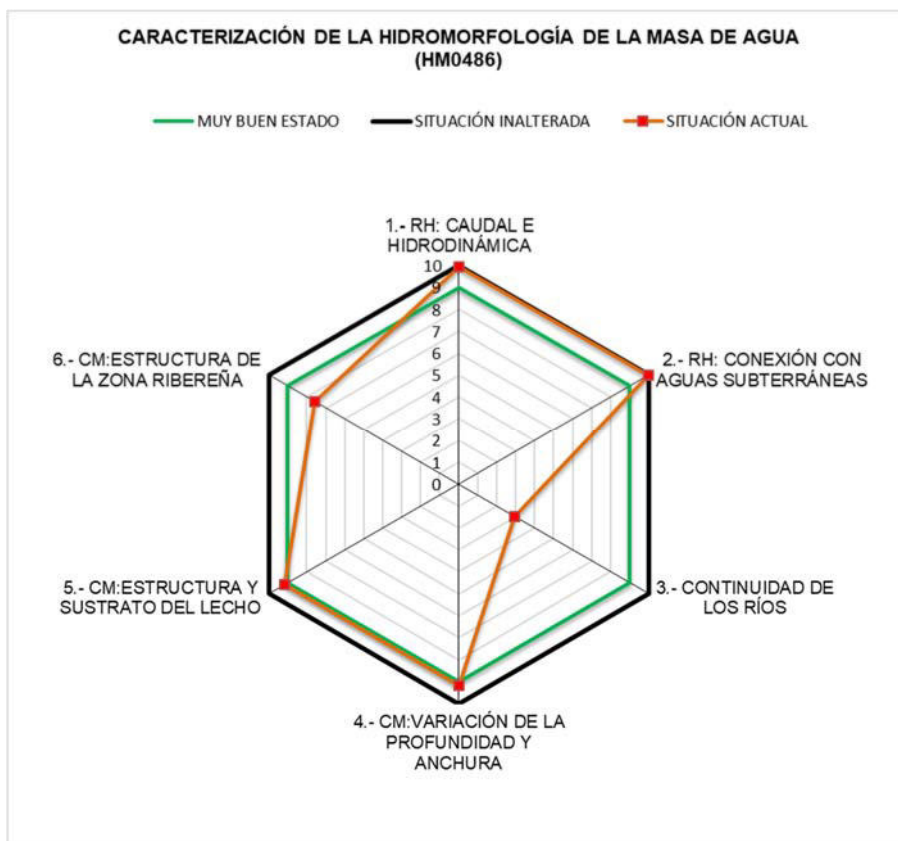 CARACTERIZACIÓN DE LA HIDROMORFOLOGÍA DE LA MASA DE AGUA
(HM0486)
MUY BUEN ESTADO
SITUACIÓN INALTERADA
SITUACIÓN ACTUAL
1.- RH: CAUDAL E
HIDRODINÁMICA
10
9
8
7
6
5
4
3
2
1
0
2.- RH: CONEXIÓN CON
AGUAS SUBTERRÁNEAS
3.- CONTINUIDAD DE
LOS RÍOS
4.- CM:VARIACIÓN DE LA
PROFUNDIDAD Y
ANCHURA
5.- CM:ESTRUCTURA Y
SUSTRATO DEL LECHO
6.- CM:ESTRUCTURA DE
LA ZONA RIBEREÑA